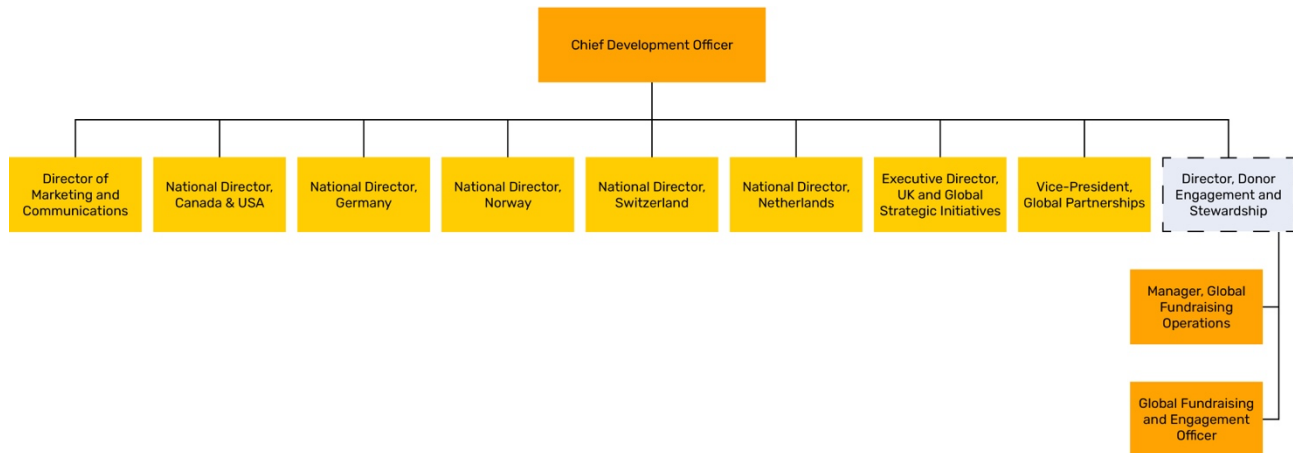 Chief Development Officer
Director of
Marketing and
Communications
National Director,
Canada & USA
National Director,
Germany
National Director,
Norway
National Director,
Switzerland
National Director,
Netherlands
Executive Director,
UK and Global
Strategic Initiatives
Vice-President,
Global Partnerships
Director, Donor
Engagement and
Stewardship
Manager, Global
Fundraising
Operations
Global Fundraising
and Engagement
Officer